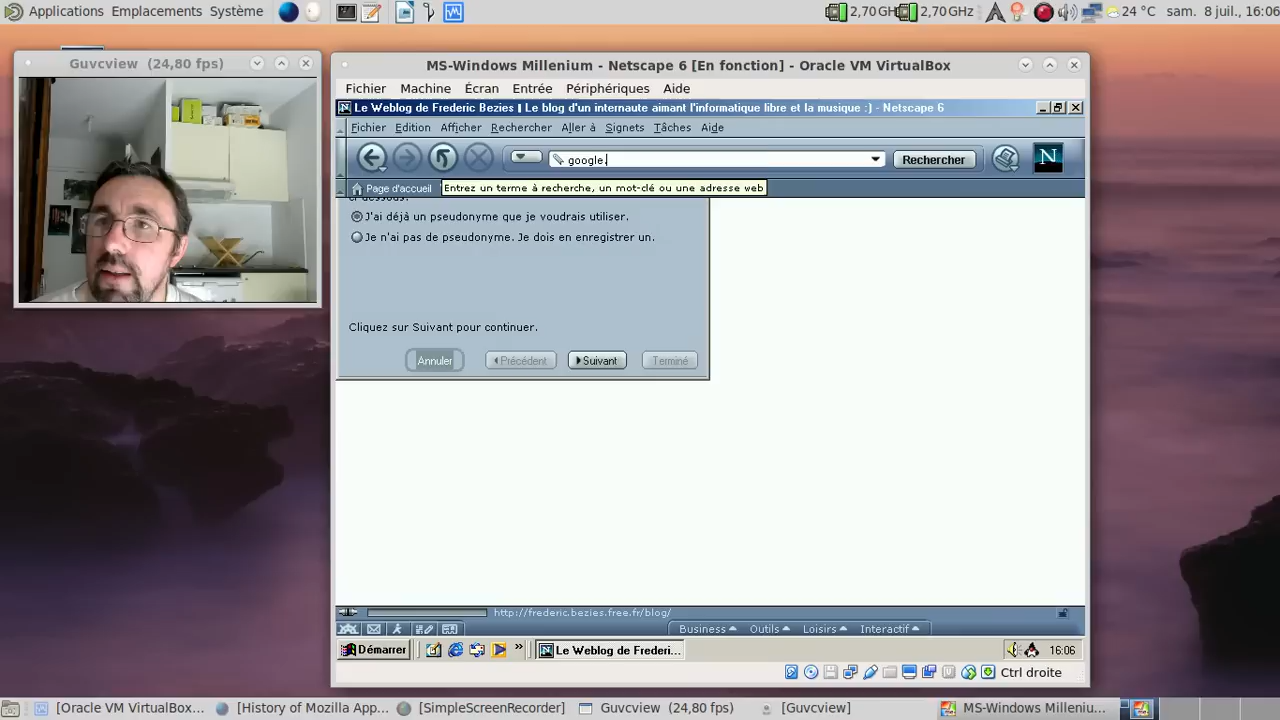 Applications Emplacements Système
2,70 GHz 2,70 GHz 24 °C sam. 8 juil., 16:06
Guvcview (24,80 fps)
MS-Windows Millenium - Netscape 6 [En fonction] - Oracle VM VirtualBox
Fichier Machine Écran Entrée Périphériques Aide
Le Weblog de Frederic Bezies | Le blog d'un internaute aimant l'informatique libre et la musique :) - Netscape 6
Fichier Edition Afficher Rechercher Aller à Signets Tâches Aide
google. Rechercher N
Page d'accueil Entrez un terme à recherche, un mot-clé ou une adresse web
ci-dessous.
J'ai déjà un pseudonyme que je voudrais utiliser.
Je n'ai pas de pseudonyme. Je dois en enregistrer un.
Cliquez sur Suivant pour continuer.
Annuler Précédent Suivant Terminé
http://frederic.bezies.free.fr/blog/
Business Outils Loisirs Interactif
Démarrer » Le Weblog de Frederi... 16:06
Ctrl droite
[Oracle VM VirtualBox... [History of Mozilla App... [SimpleScreenRecorder] Guvcview (24,80 fps) [Guvcview] MS-Windows Milleniu...